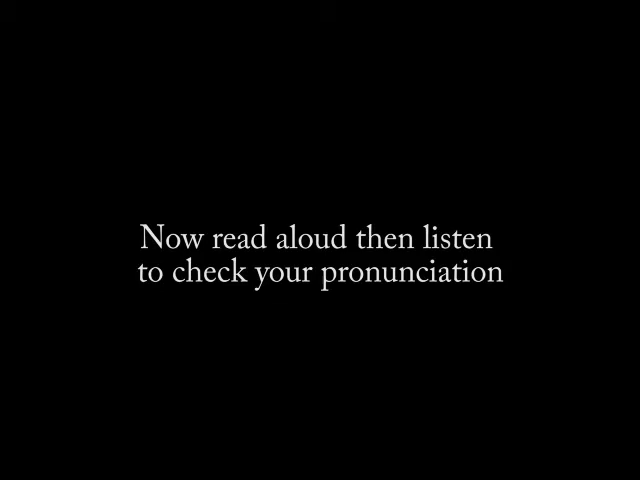 Now read aloud then listen
to check your pronunciation